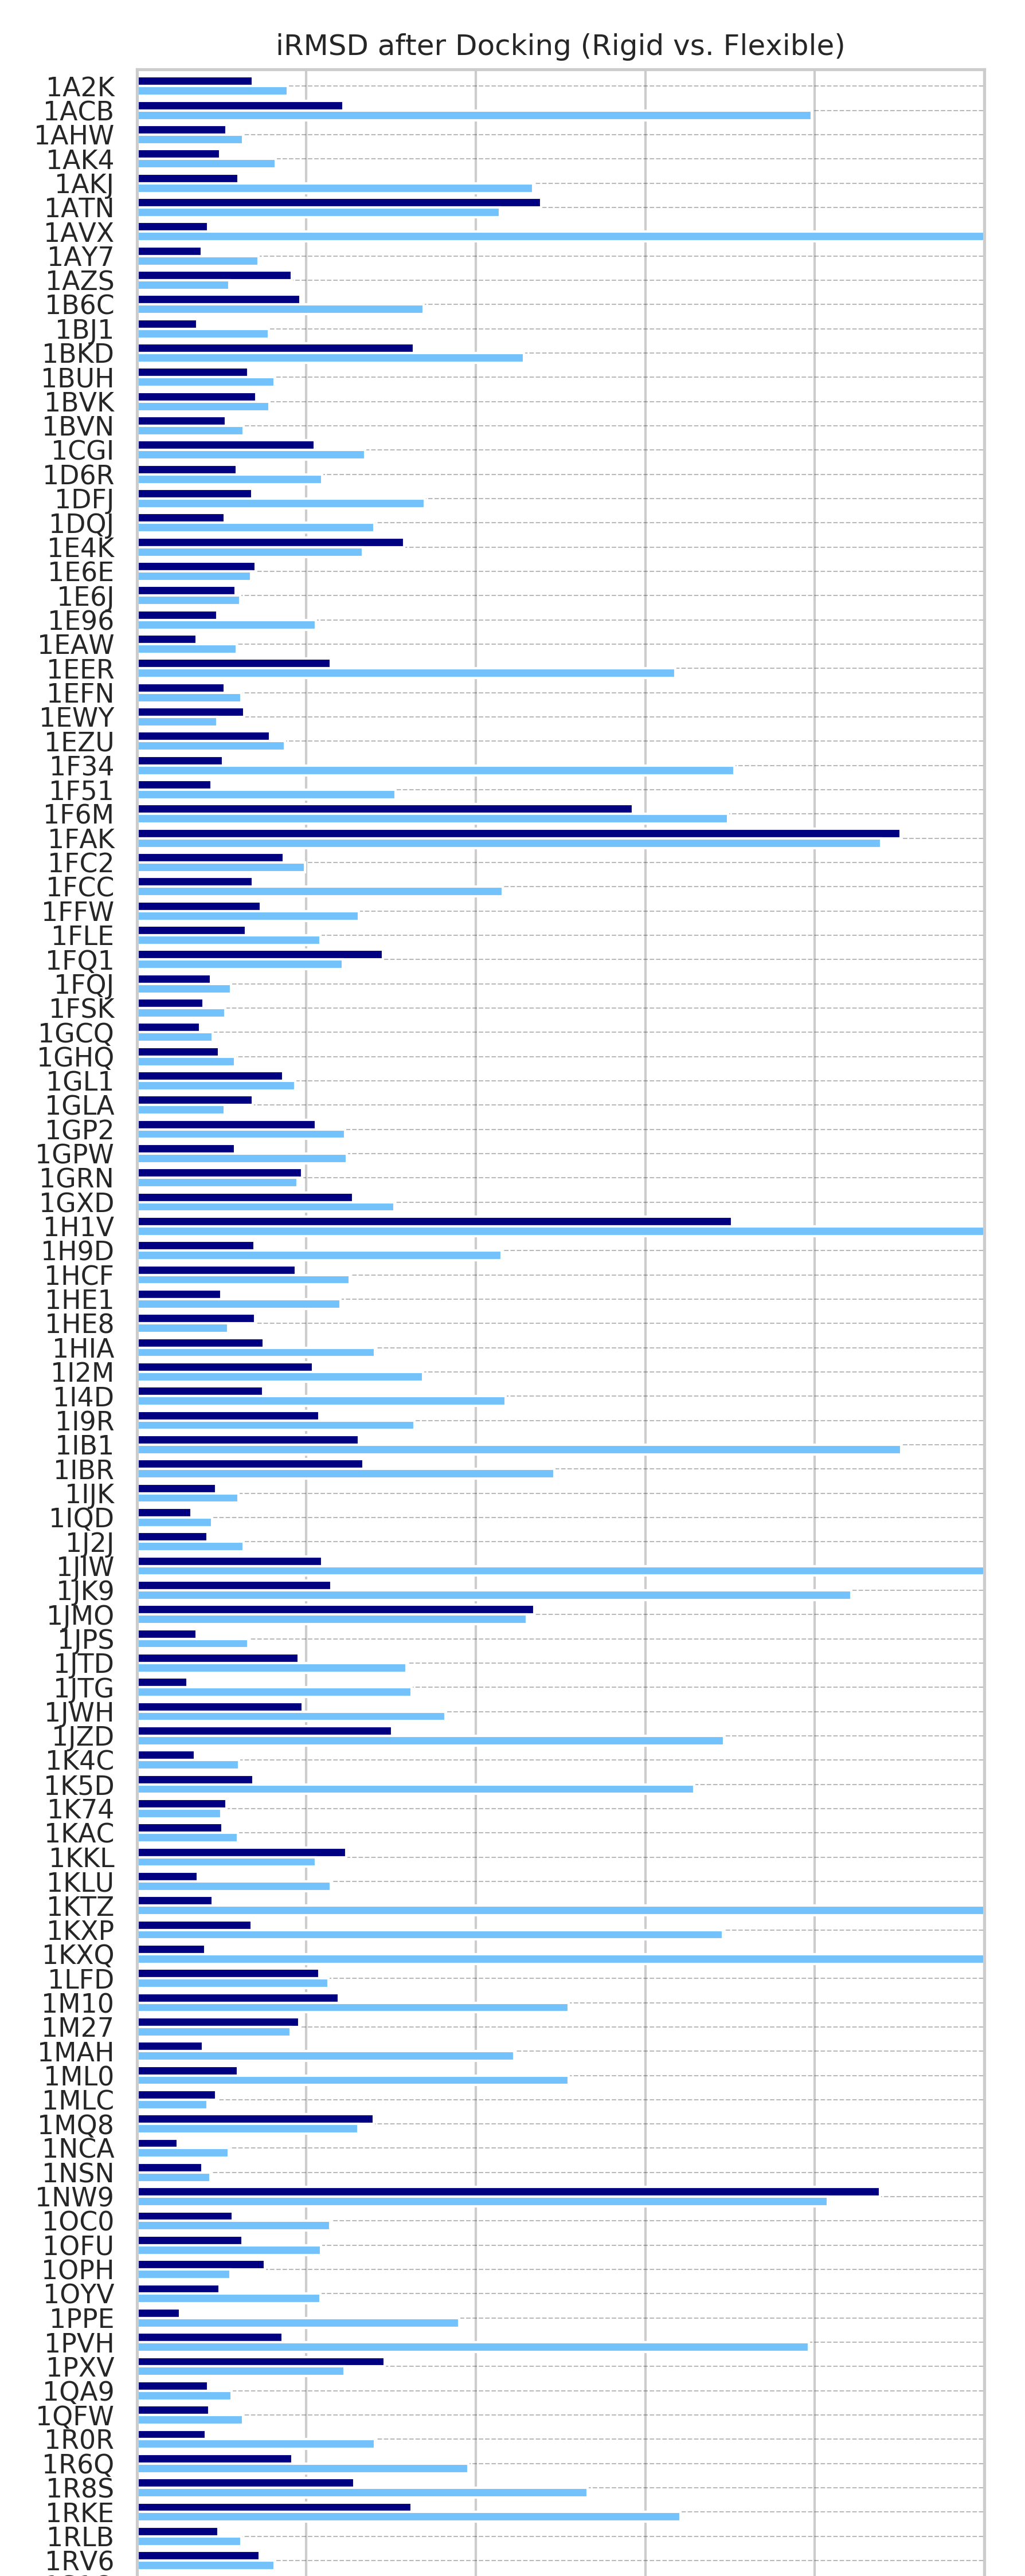 iRMSD after Docking (Rigid vs. Flexible)
1A2K
1ACB
1AHW
1AK4
1AKJ
1ATN
1AVX
1AY7
1AZS
1B6C
1BJ1
1BKD
1BUH
1BVK
1BVN
1CGI
1D6R
1DFJ
1DQJ
1E4K
1E6E
1E6J
1E96
1EAW
1EER
1EFN
1EWY
1EZU
1F34
1F51
1F6M
1FAK
1FC2
1FCC
1FFW
1FLE
1FQ1
1FQJ
1FSK
1GCQ
1GHQ
1GL1
1GLA
1GP2
1GPW
1GRN
1GXD
1H1V
1H9D
1HCF
1HE1
1HE8
1HIA
1I2M
1I4D
1I9R
1IB1
1IBR
1IJK
1IQD
1J2J
1JIW
1JK9
1JMO
1JPS
1JTD
1JTG
1JWH
1JZD
1K4C
1K5D
1K74
1KAC
1KKL
1KLU
1KTZ
1KXP
1KXQ
1LFD
1M10
1M27
1MAH
1ML0
1MLC
1MQ8
1NCA
1NSN
1NW9
1OC0
1OFU
1OPH
1OYV
1PPE
1PVH
1PXV
1QA9
1QFW
1R0R
1R6Q
1R8S
1RKE
1RLB
1RV6